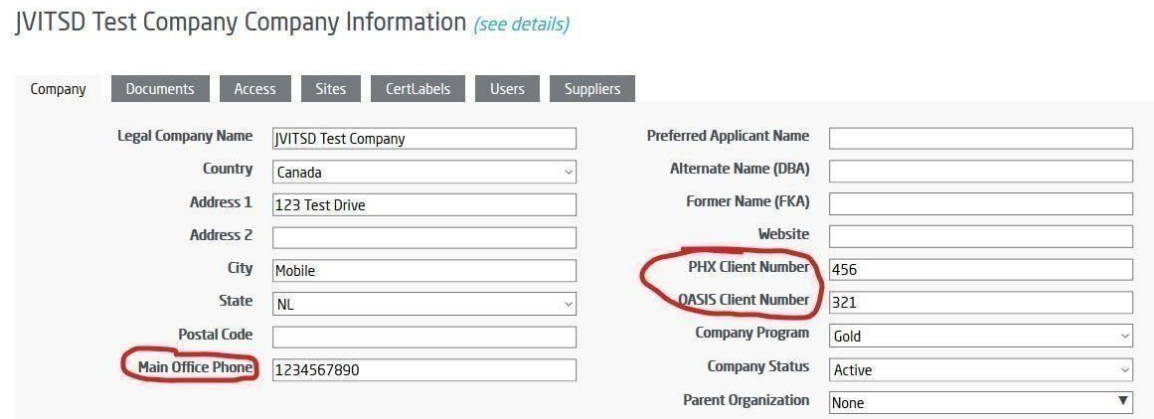 JVITSD Test Company Company Information (see details)
Company Documents Access Sites CertLabels Users Suppliers
Legal Company Name JVITSD Test Company
Country Canada
Address 1 123 Test Drive
Address 2
City Mobile
State NL
Postal Code
Main Office Phone 1234567890
Preferred Applicant Name
Alternate Name (DBA)
Former Name (FKA)
Website
PHX Client Number 456
OASIS Client Number 321
Company Program Gold
Company Status Active
Parent Organization None